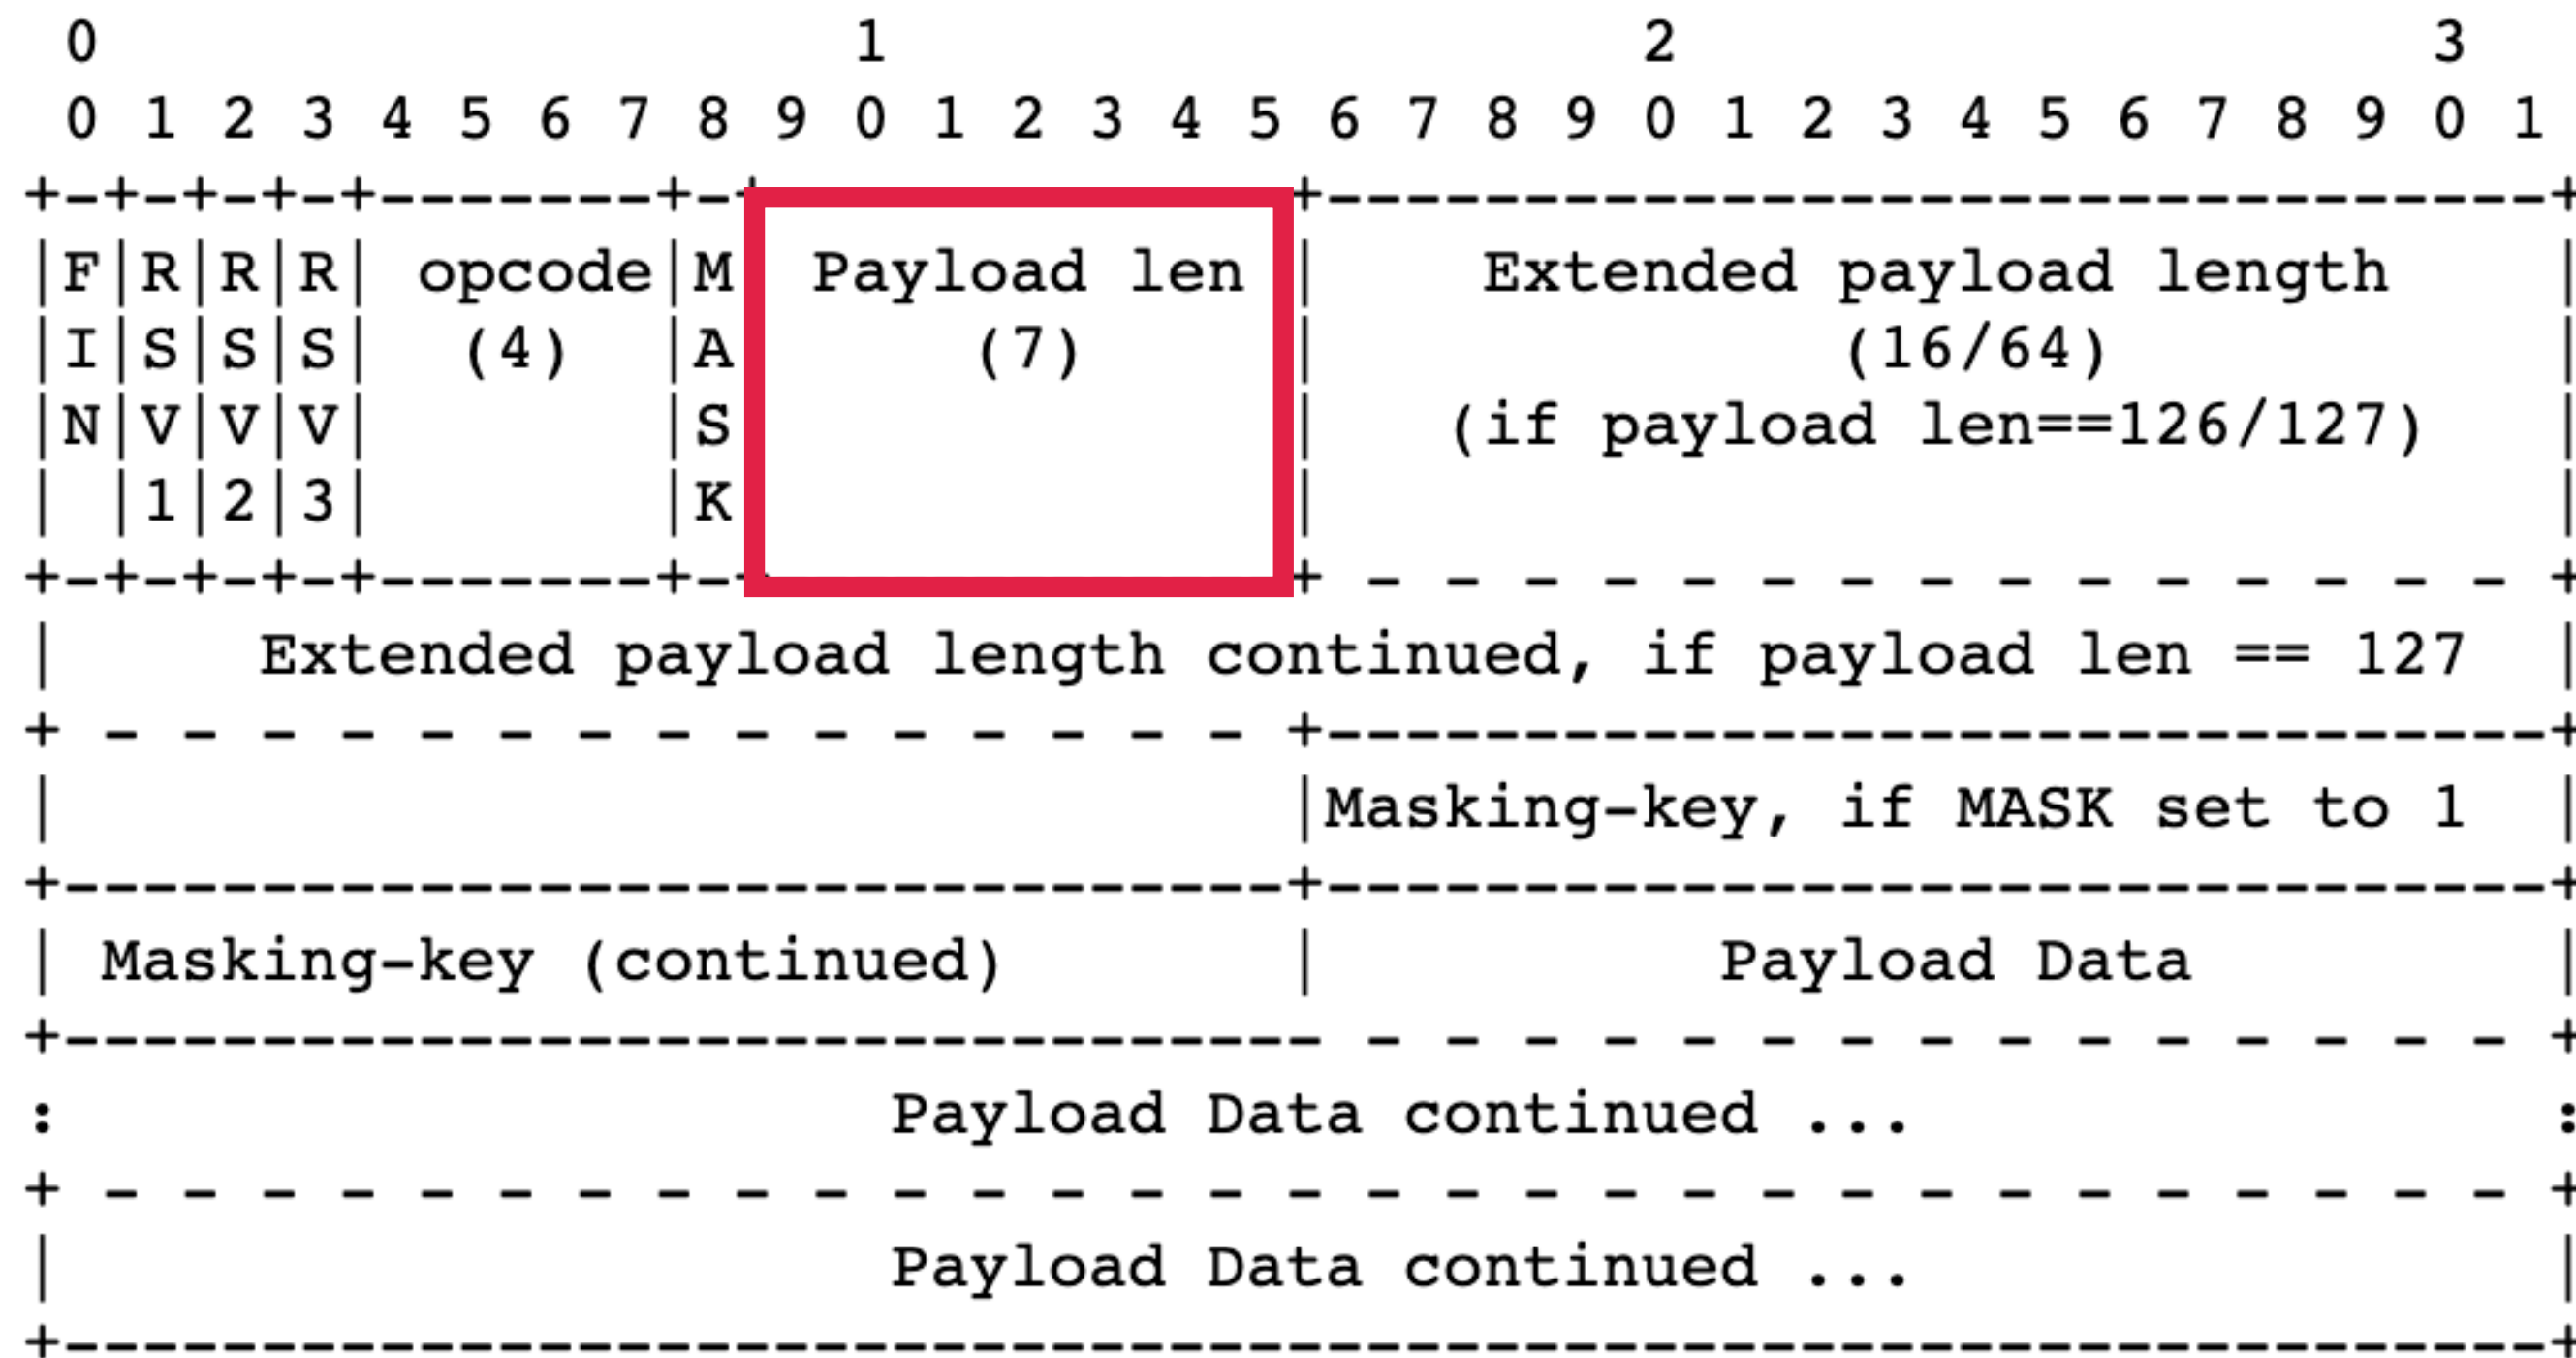 0                   1                   2                   3
 0 1 2 3 4 5 6 7 8 9 0 1 2 3 4 5 6 7 8 9 0 1 2 3 4 5 6 7 8 9 0 1
+-+-+-+-+-------+-+             +-------------------------------+
|F|R|R|R| opcode|M| Payload len |    Extended payload length    |
|I|S|S|S|  (4)  |A|     (7)     |             (16/64)           |
|N|V|V|V|       |S|             |   (if payload len==126/127)   |
| |1|2|3|       |K|             |                               |
+-+-+-+-+-------+-+             + - - - - - - - - - - - - - - - +
|     Extended payload length continued, if payload len == 127  |
+ - - - - - - - - - - - - - - - +-------------------------------+
|                               |Masking-key, if MASK set to 1  |
+-------------------------------+-------------------------------+
| Masking-key (continued)       |          Payload Data         |
+-------------------------------- - - - - - - - - - - - - - - - +
:                     Payload Data continued ...                :
+ - - - - - - - - - - - - - - - - - - - - - - - - - - - - - - - +
|                     Payload Data continued ...                |
+---------------------------------------------------------------+